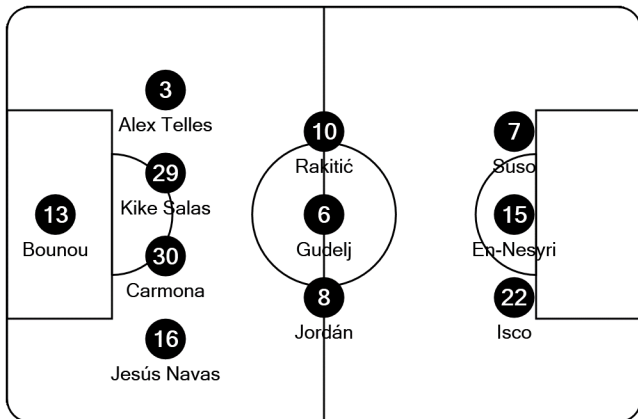 3
Alex Telles
29
Kike Salas
13
Bounou
30
Carmona
16
Jesús Navas
10
Rakitić
6
Gudelj
8
Jordán
7
Suso
15
En-Nesyri
22
Isco